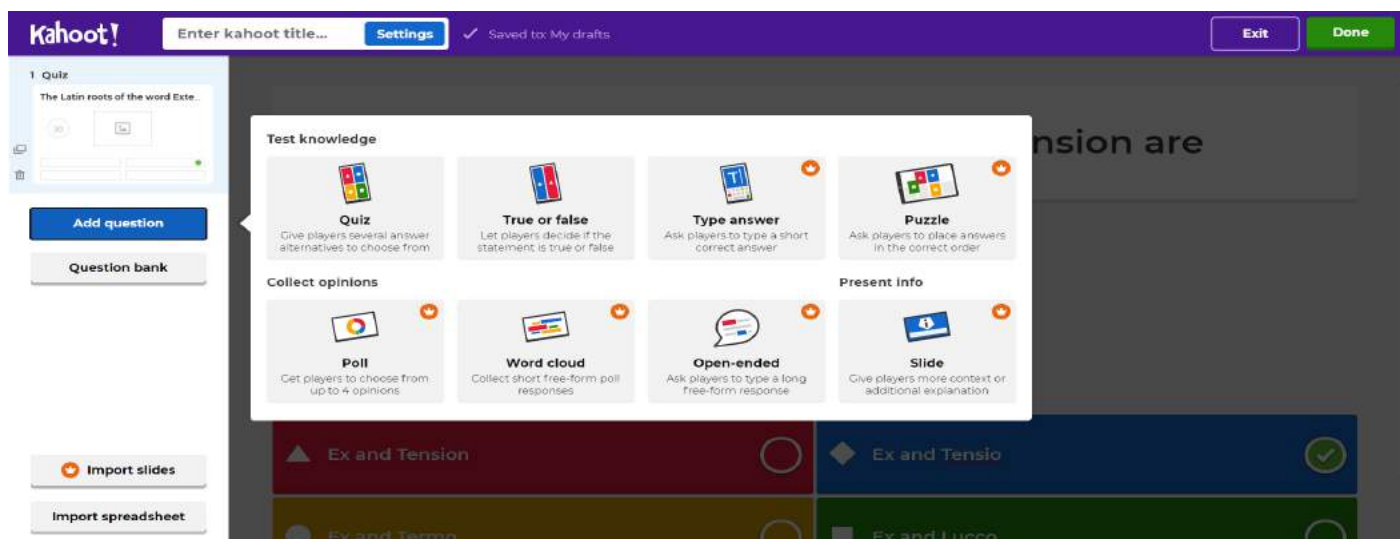 Kahoot!
Enter kahoot title...
Settings
Saved to: My drafts
Exit
Done
1 Quiz
The Latin roots of the word Exte...
Add question
Question bank
Import slides
Import spreadsheet
nsion are
Test knowledge
Quiz
Give players several answer
alternatives to choose from
True or false
Let players decide if the
statement is true or false
Type answer
Ask players to type a short
correct answer
Puzzle
Ask players to place answers
in the correct order
Collect opinions
Present info
Poll
Get players to choose from
up to 4 opinions
Word cloud
Collect short free-form poll
responses
Open-ended
Ask players to type a long
free-form response
Slide
Give players more context or
additional explanation
Ex and Tension
Ex and Tensio
Ex and Termo
Ex and Lucco